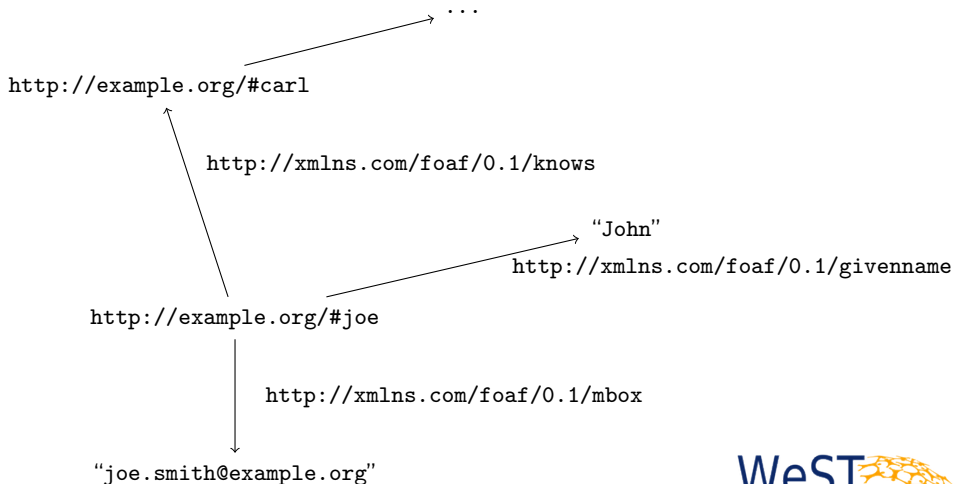 ...
http://example.org/#carl
http://xmlns.com/foaf/0.1/knows
“John”
http://xmlns.com/foaf/0.1/givenname
http://example.org/#joe
http://xmlns.com/foaf/0.1/mbox
“joe.smith@example.org”
WeST